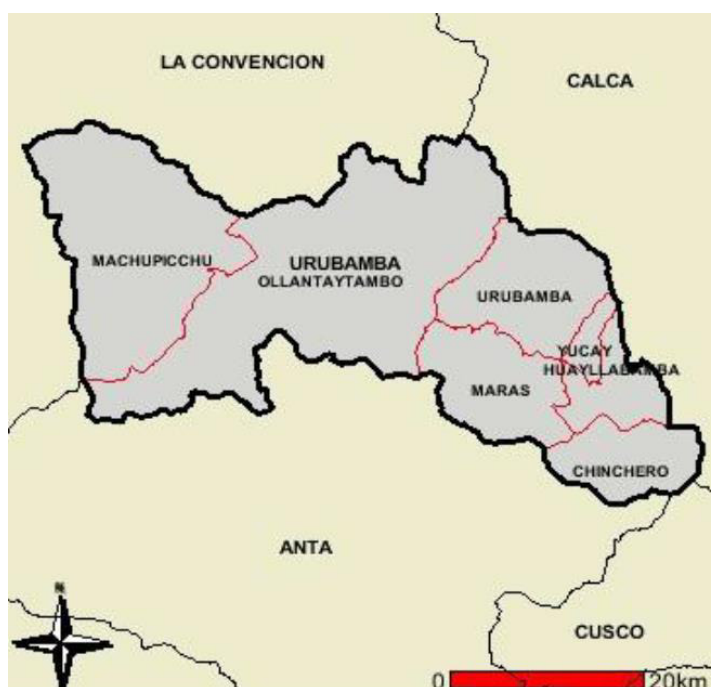 LA CONVENCION
CALCA
MACHUPICCHU
URUBAMBA
OLLANTAYTAMBO
URUBAMBA
YUCAY
HUAYLLABAMBA
MARAS
CHINCHERO
ANTA
N
CUSCO
0 20km